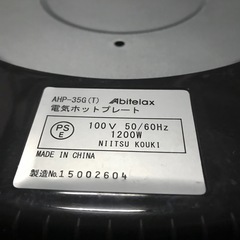 AHP-35G(T) Abitelax
電気ホットプレート
PS E 100V 50/60Hz
1200W
NIITSU KOUKI
MADE IN CHINA
製造No.15002604